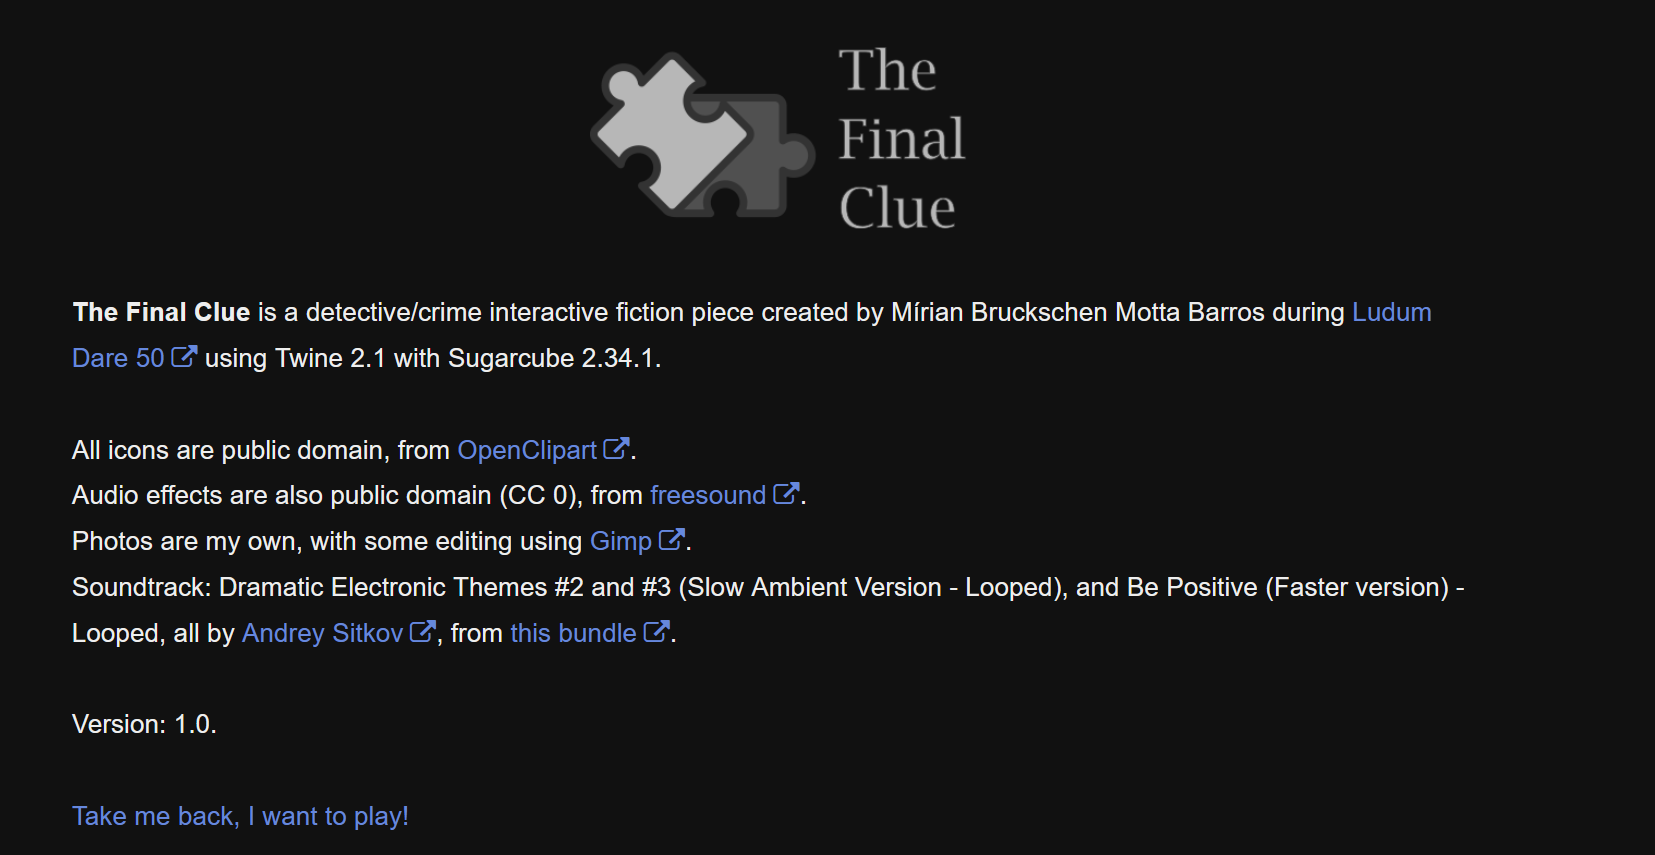 The
Final
Clue
The Final Clue is a detective/crime interactive fiction piece created by Mírian Bruckschen Motta Barros during Ludum
Dare 50 using Twine 2.1 with Sugarcube 2.34.1.
All icons are public domain, from OpenClipart.
Audio effects are also public domain (CC 0), from freesound.
Photos are my own, with some editing using Gimp.
Soundtrack: Dramatic Electronic Themes #2 and #3 (Slow Ambient Version - Looped), and Be Positive (Faster version) -
Looped, all by Andrey Sitkov, from this bundle.
Version: 1.0.
Take me back, I want to play!